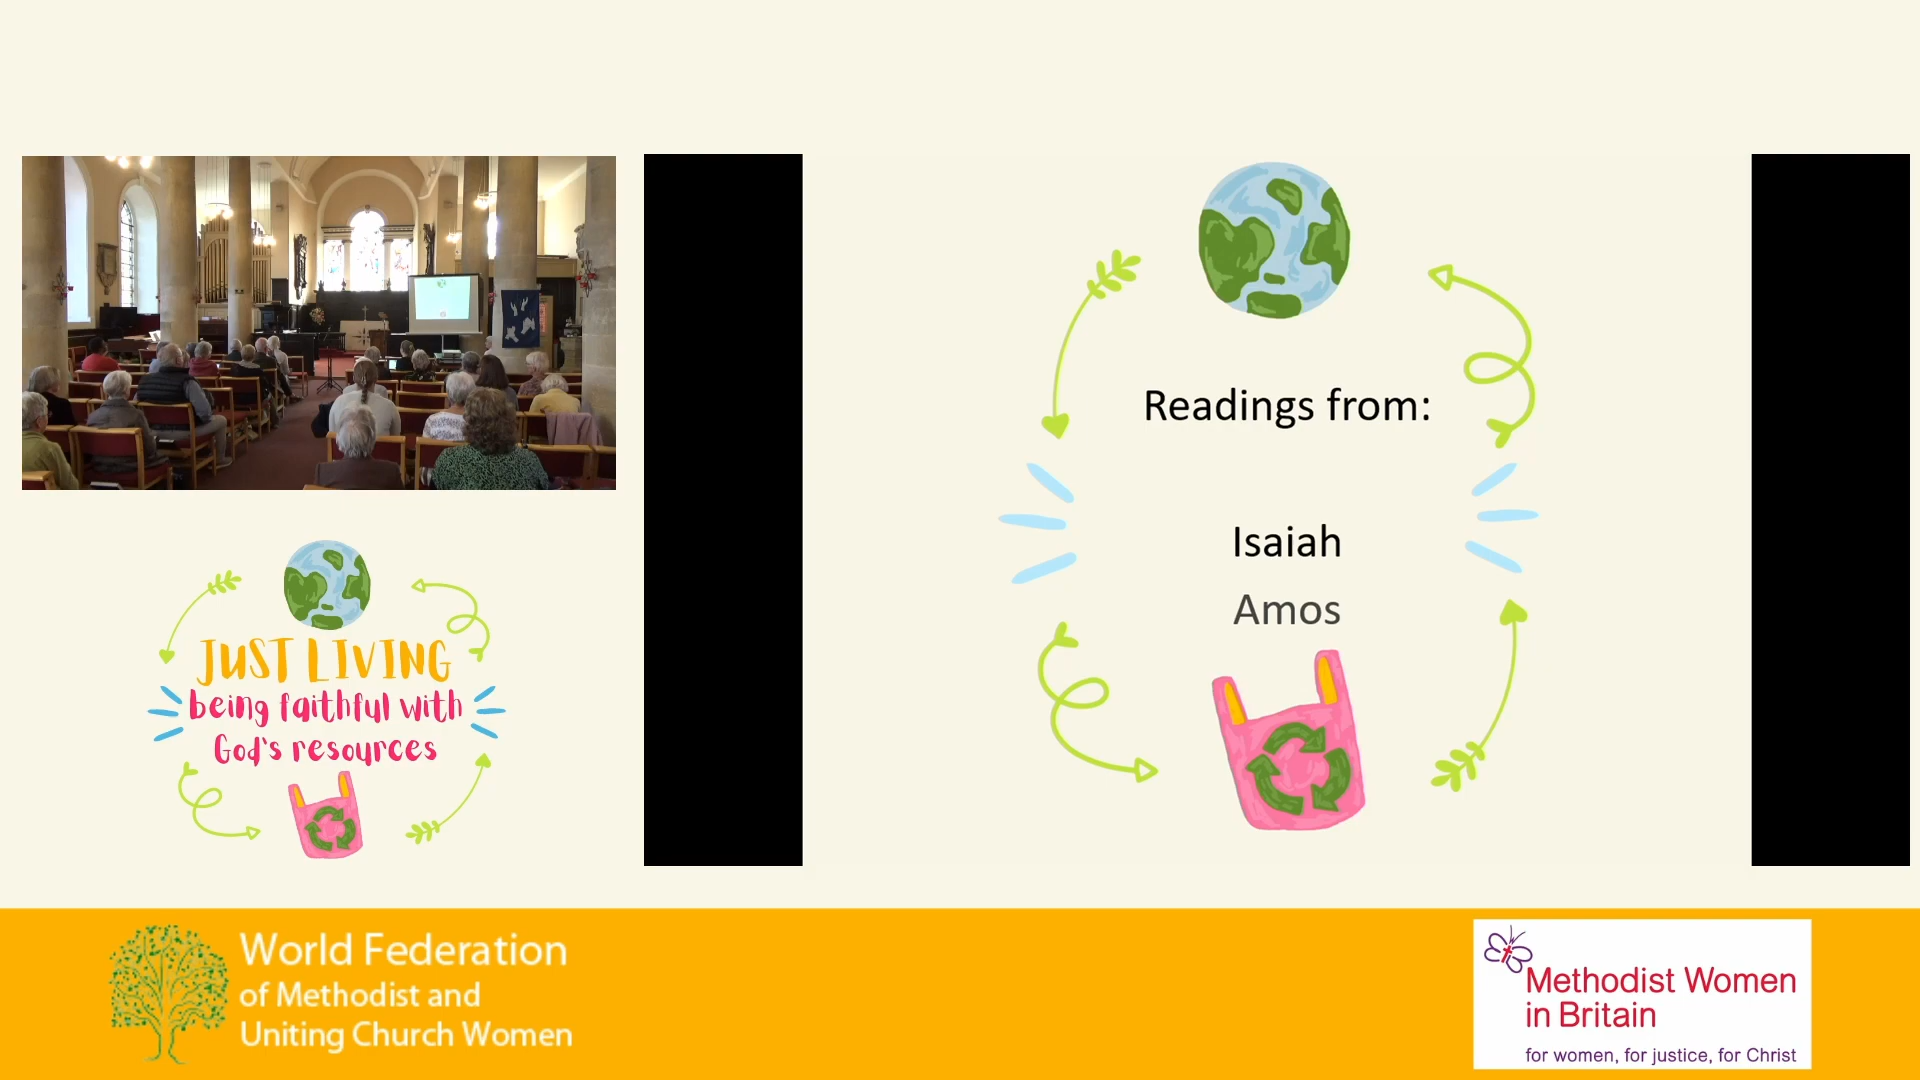 Readings from:
Isaiah
Amos
JUST LIVING
being faithful with
God's resources
World Federation
of Methodist and
Uniting Church Women
Methodist Women
in Britain
for women, for justice, for Christ